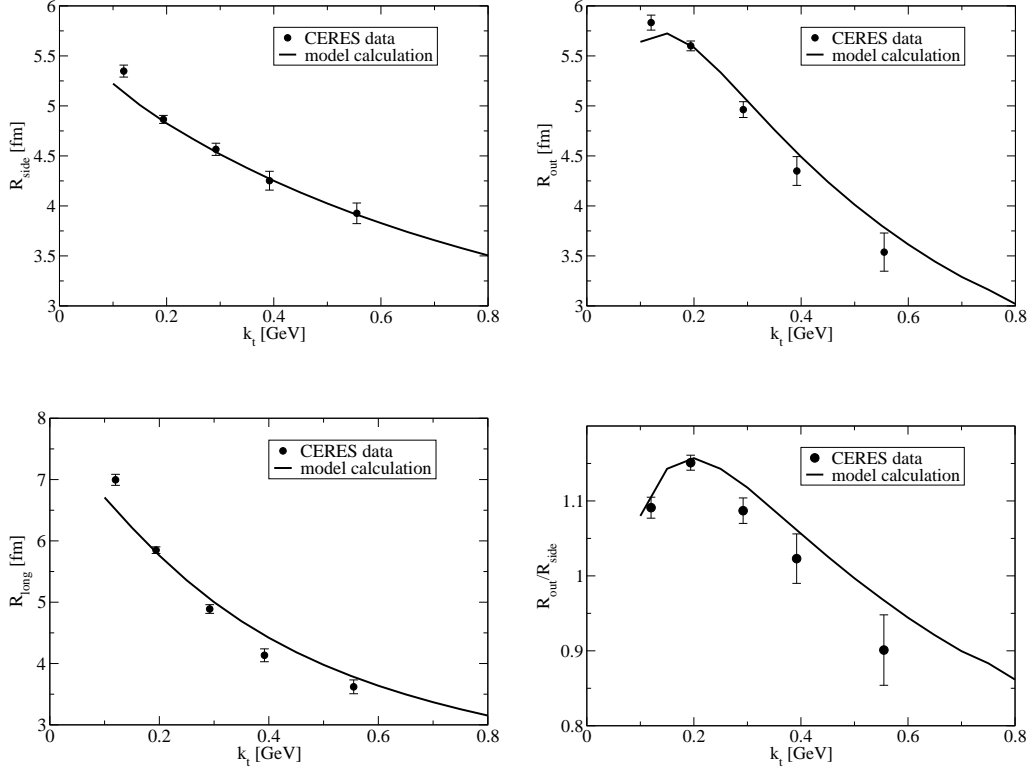 6
5.5
5
4.5
4
3.5
3
R_side [fm]
CERES data
model calculation
0
0.2
0.4
0.6
0.8
k_t [GeV]
6
5.5
5
4.5
4
3.5
3
R_out [fm]
CERES data
model calculation
0
0.2
0.4
0.6
0.8
k_t [GeV]
8
7
6
5
4
3
R_long [fm]
CERES data
model calculation
0
0.2
0.4
0.6
0.8
k_t [GeV]
1.1
1
0.9
0.8
R_out/R_side
CERES data
model calculation
0
0.2
0.4
0.6
0.8
k_t [GeV]